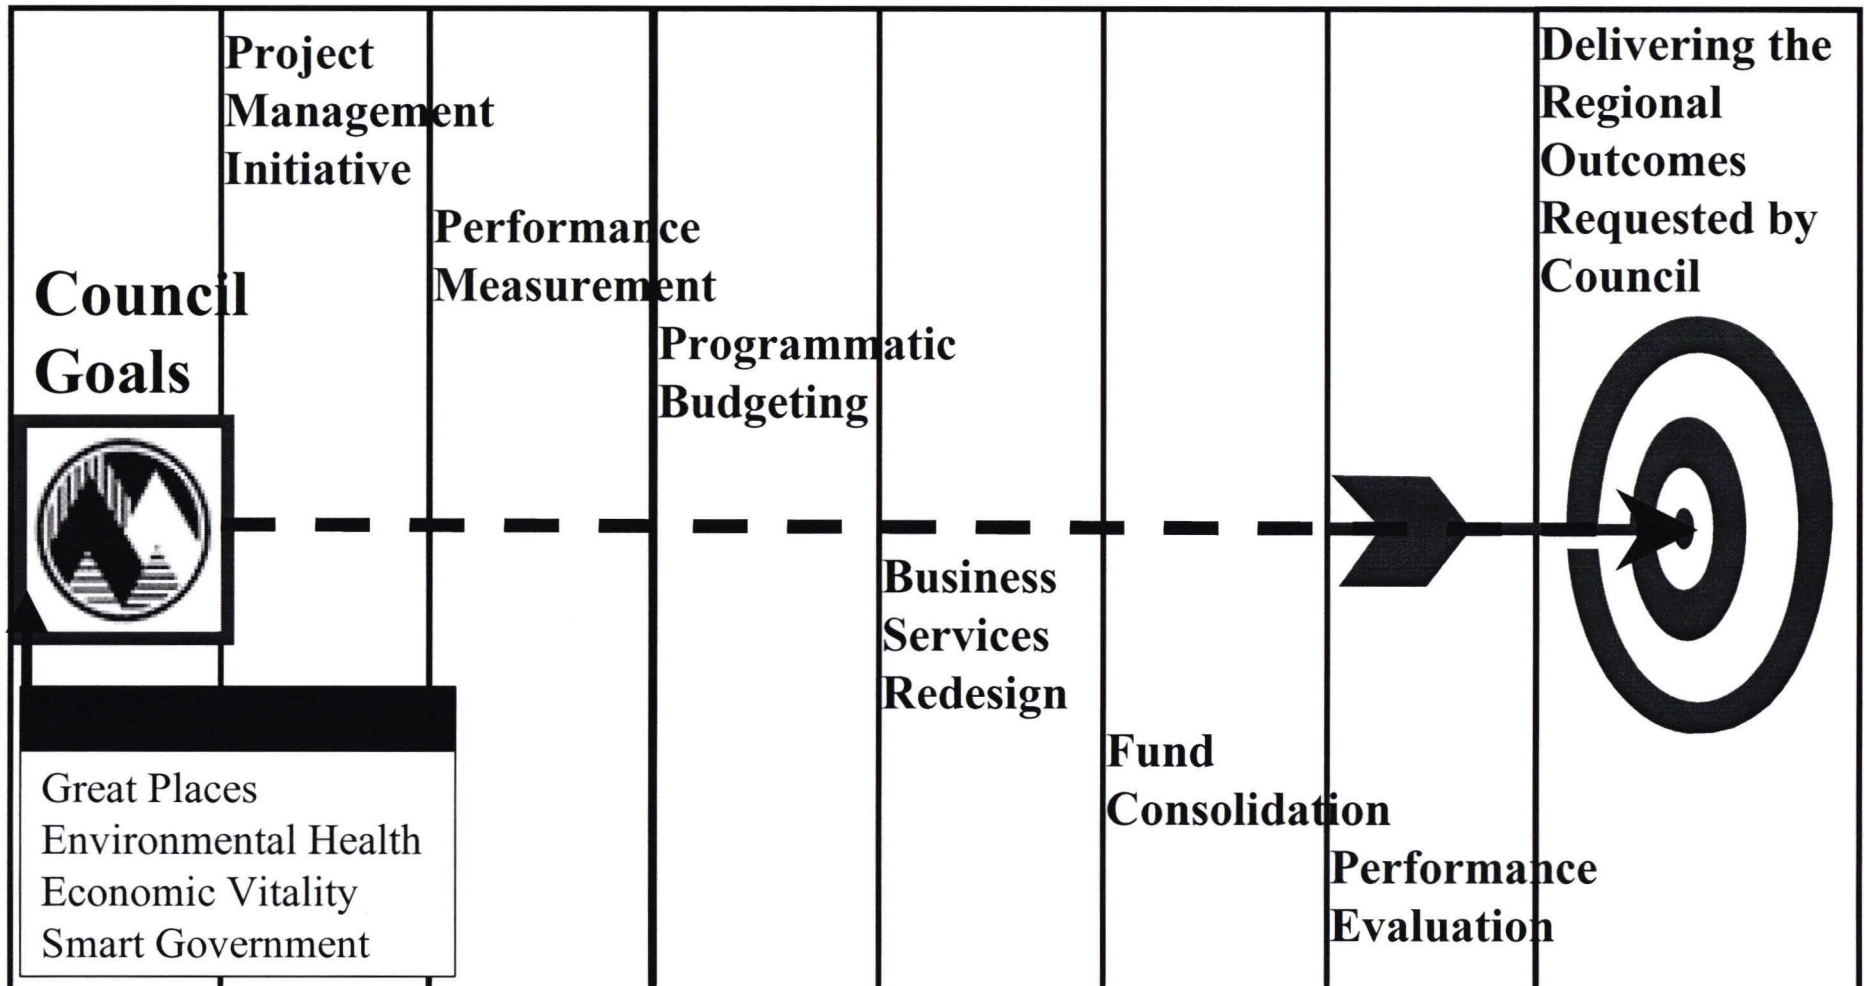 Council
Goals
Great Places
Environmental Health
Economic Vitality
Smart Government
Project
Management
Initiative
Performance
Measurement
Programmatic
Budgeting
Business
Services
Redesign
Fund
Consolidation
Performance
Evaluation
Delivering the
Regional
Outcomes
Requested by
Council